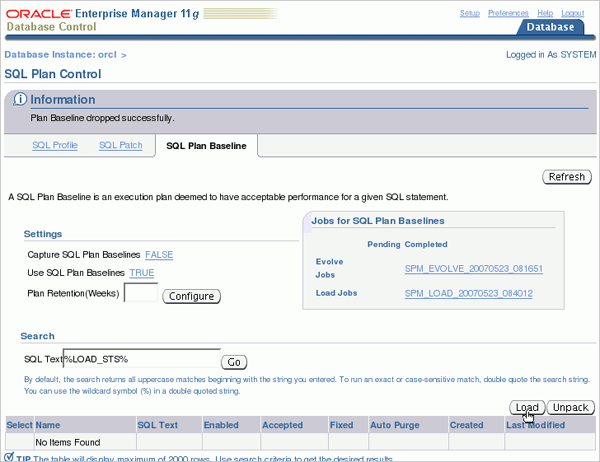 ORACLE Enterprise Manager 11g
Database Control
Setup Preferences Help Logout
Database
Database Instance: orcl >
Logged in As SYSTEM
SQL Plan Control
Information
Plan Baseline dropped successfully.
SQL Profile SQL Patch SQL Plan Baseline
Refresh
A SQL Plan Baseline is an execution plan deemed to have acceptable performance for a given SQL statement.
Settings
Capture SQL Plan Baselines FALSE
Use SQL Plan Baselines TRUE
Plan Retention(Weeks) Configure
Jobs for SQL Plan Baselines
Pending Completed
Evolve Jobs SPM_EVOLVE_20070523_081651
Load Jobs SPM_LOAD_20070523_084012
Search
SQL Text %LOAD_STS% Go
By default, the search returns all uppercase matches beginning with the string you entered. To run an exact or case-sensitive match, double quote the search string.
You can use the wildcard symbol (%) in a double quoted string.
Load Unpack
Select Name SQL Text Enabled Accepted Fixed Auto Purge Created Last Modified
No Items Found
TIP The table will display maximum of 2000 rows. Use search criteria to get the desired results.